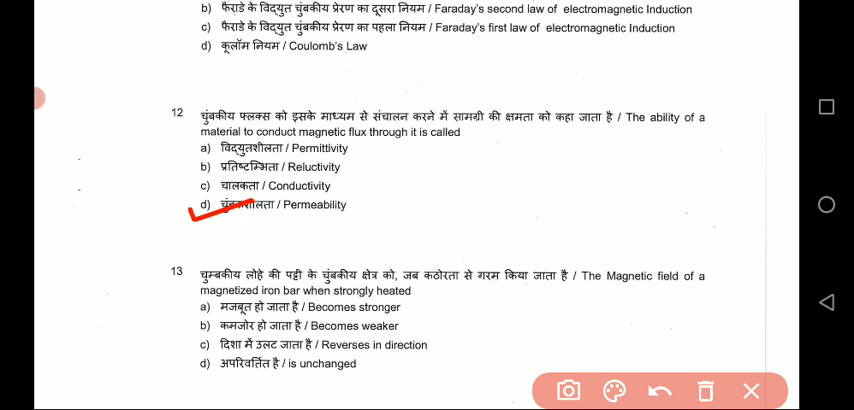 b) फैराडे के विद्युत चुंबकीय प्रेरण का दूसरा नियम / Faraday's second law of electromagnetic Induction
c) फैराडे के विद्युत चुंबकीय प्रेरण का पहला नियम / Faraday's first law of electromagnetic Induction
d) कूलॉम नियम / Coulomb's Law
12 चुंबकीय फ्लक्स को इसके माध्यम से संचालन करने में सामग्री की क्षमता को कहा जाता है / The ability of a
material to conduct magnetic flux through it is called
a) विद्युतशीलता / Permittivity
b) प्रतिष्टम्भिता / Reluctivity
c) चालकता / Conductivity
d) चुंबकशीलता / Permeability
13 चुम्बकीय लोहे की पट्टी के चुंबकीय क्षेत्र को, जब कठोरता से गरम किया जाता है / The Magnetic field of a
magnetized iron bar when strongly heated
a) मजबूत हो जाता है / Becomes stronger
b) कमजोर हो जाता है / Becomes weaker
c) दिशा में उलट जाता है / Reverses in direction
d) अपरिवर्तित है / is unchanged